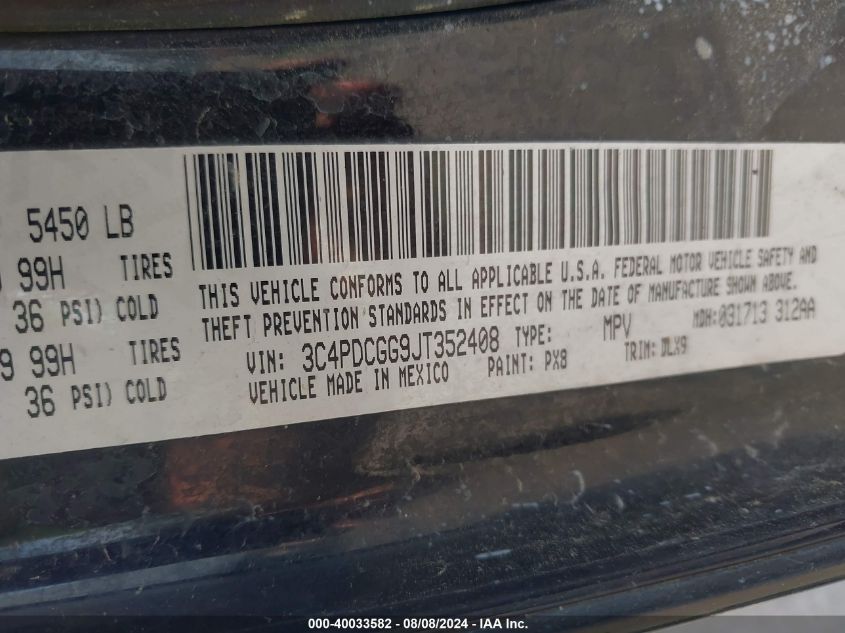 5450 LB
99H TIRES
36 PSI) COLD
9 99H TIRES
36 PSI) COLD
THIS VEHICLE CONFORMS TO ALL APPLICABLE U.S.A. FEDERAL MOTOR VEHICLE SAFETY AND
THEFT PREVENTION STANDARDS IN EFFECT ON THE DATE OF MANUFACTURE SHOWN ABOVE.
VIN: 3C4PDCGG9JT352408 TYPE: MPV MDH:031713 312AA
VEHICLE MADE IN MEXICO PAINT: PX8 TRIM: DLX9
000-40033582 - 08/08/2024 - IAA Inc.